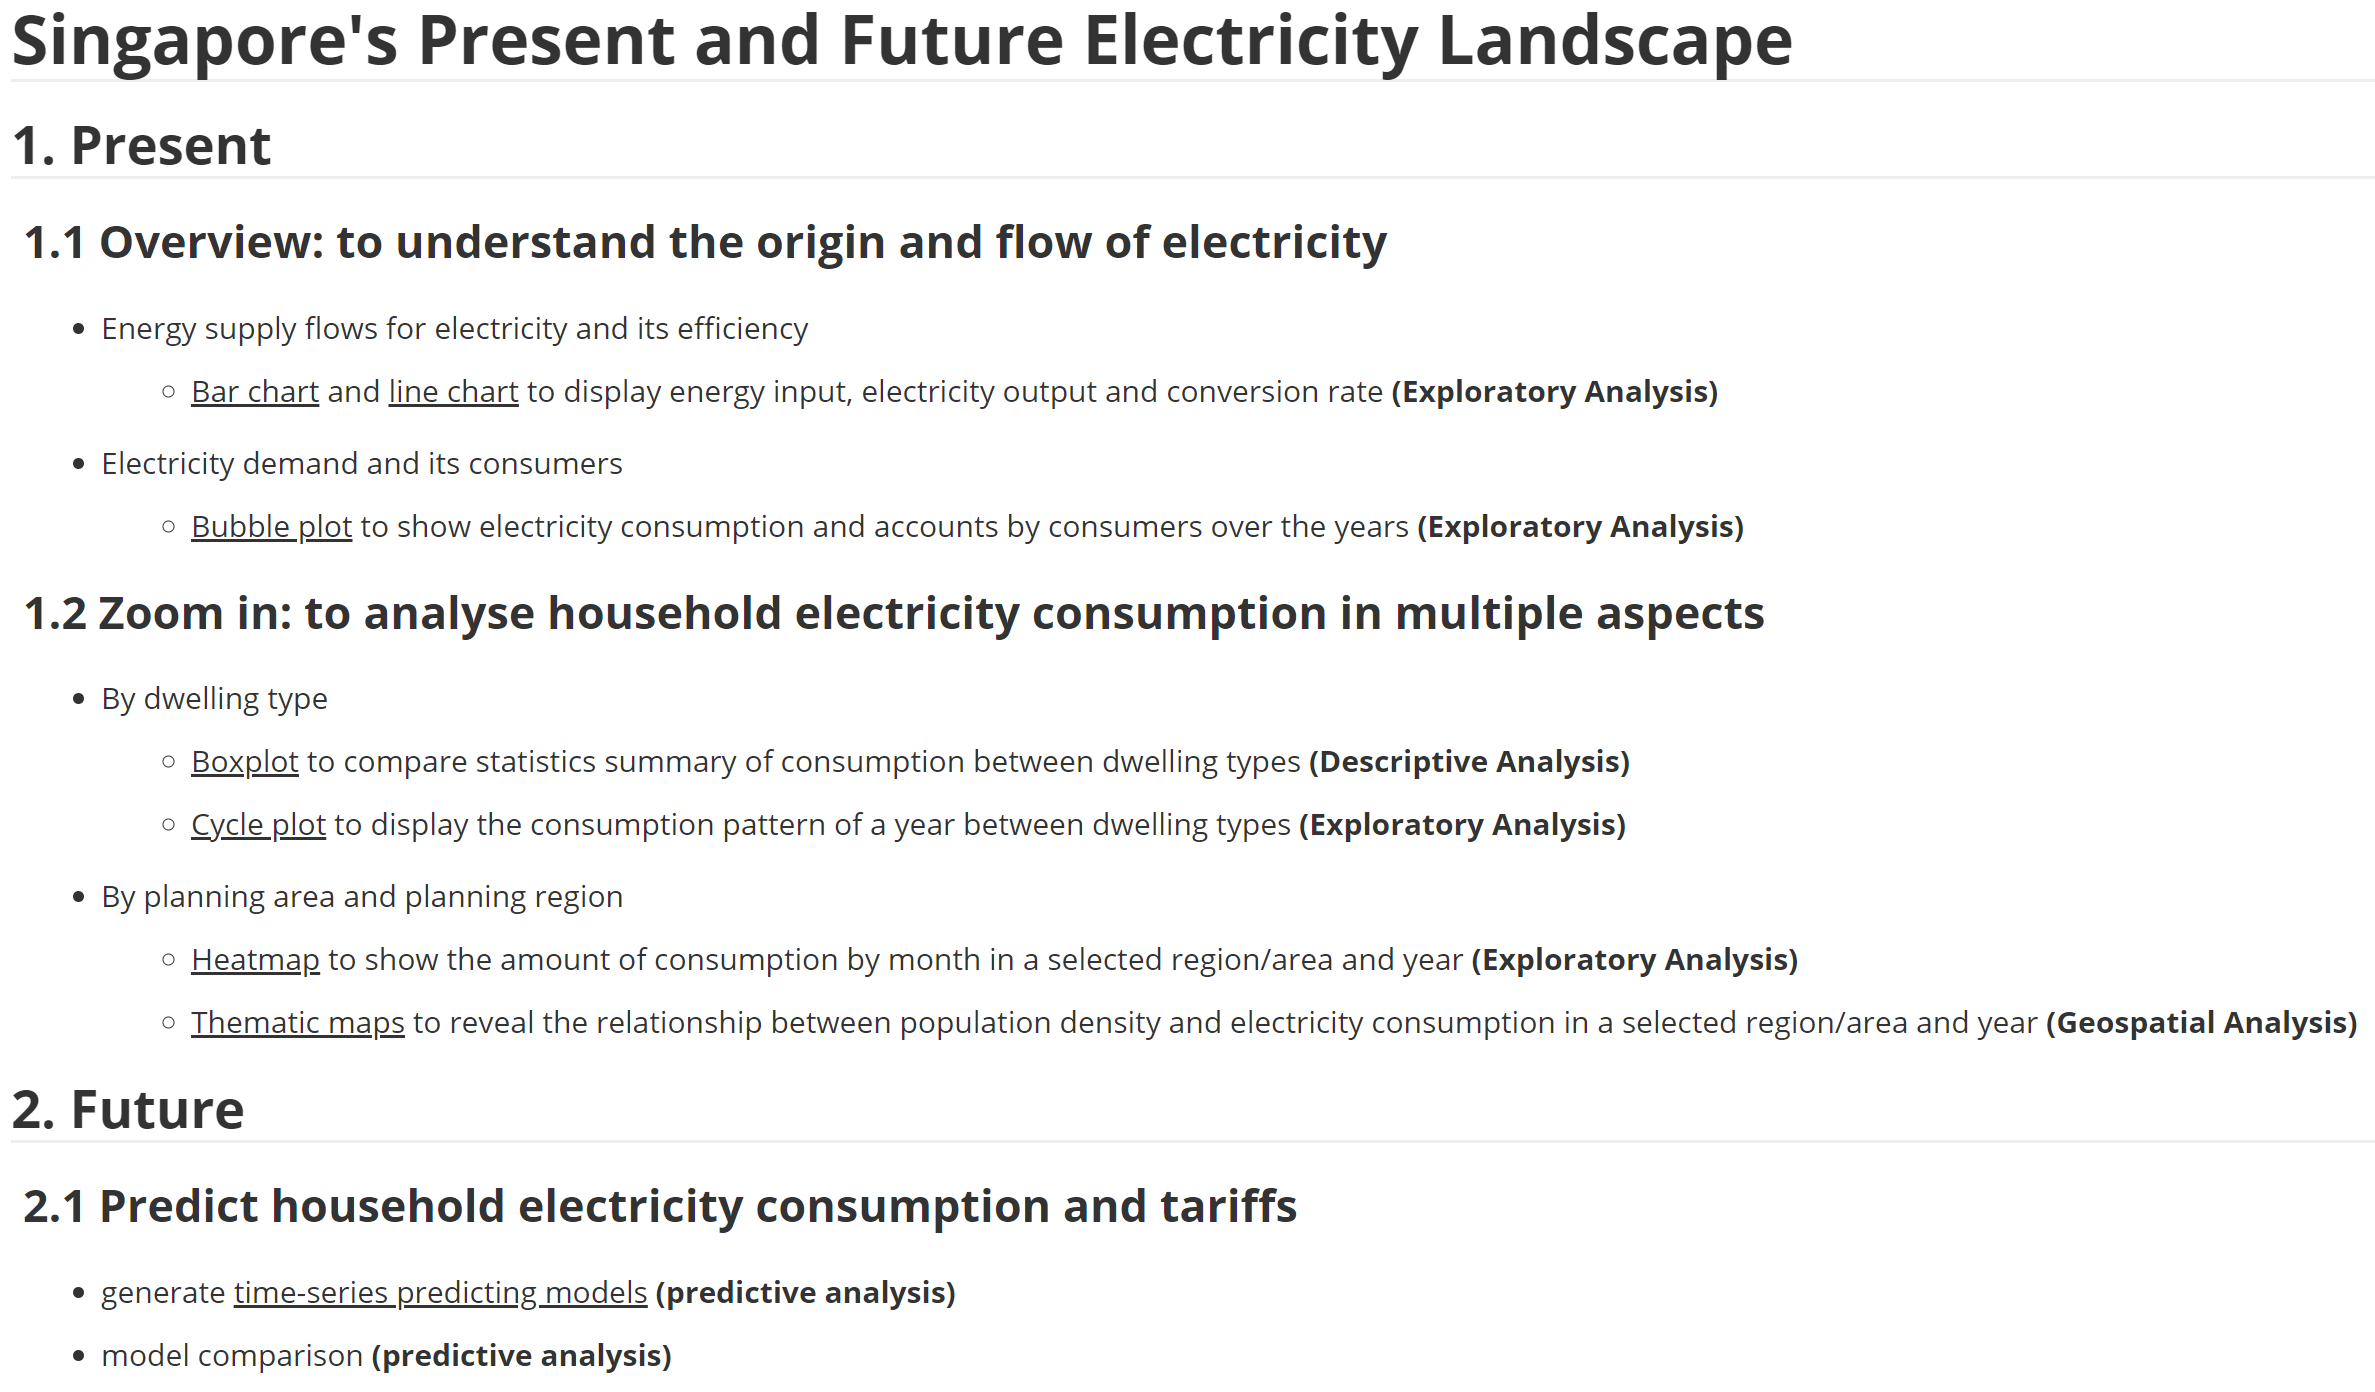 Singapore's Present and Future Electricity Landscape
1. Present
1.1 Overview: to understand the origin and flow of electricity
Energy supply flows for electricity and its efficiency
Bar chart and line chart to display energy input, electricity output and conversion rate (Exploratory Analysis)
Electricity demand and its consumers
Bubble plot to show electricity consumption and accounts by consumers over the years (Exploratory Analysis)
1.2 Zoom in: to analyse household electricity consumption in multiple aspects
By dwelling type
Boxplot to compare statistics summary of consumption between dwelling types (Descriptive Analysis)
Cycle plot to display the consumption pattern of a year between dwelling types (Exploratory Analysis)
By planning area and planning region
Heatmap to show the amount of consumption by month in a selected region/area and year (Exploratory Analysis)
Thematic maps to reveal the relationship between population density and electricity consumption in a selected region/area and year (Geospatial Analysis)
2. Future
2.1 Predict household electricity consumption and tariffs
generate time-series predicting models (predictive analysis)
model comparison (predictive analysis)